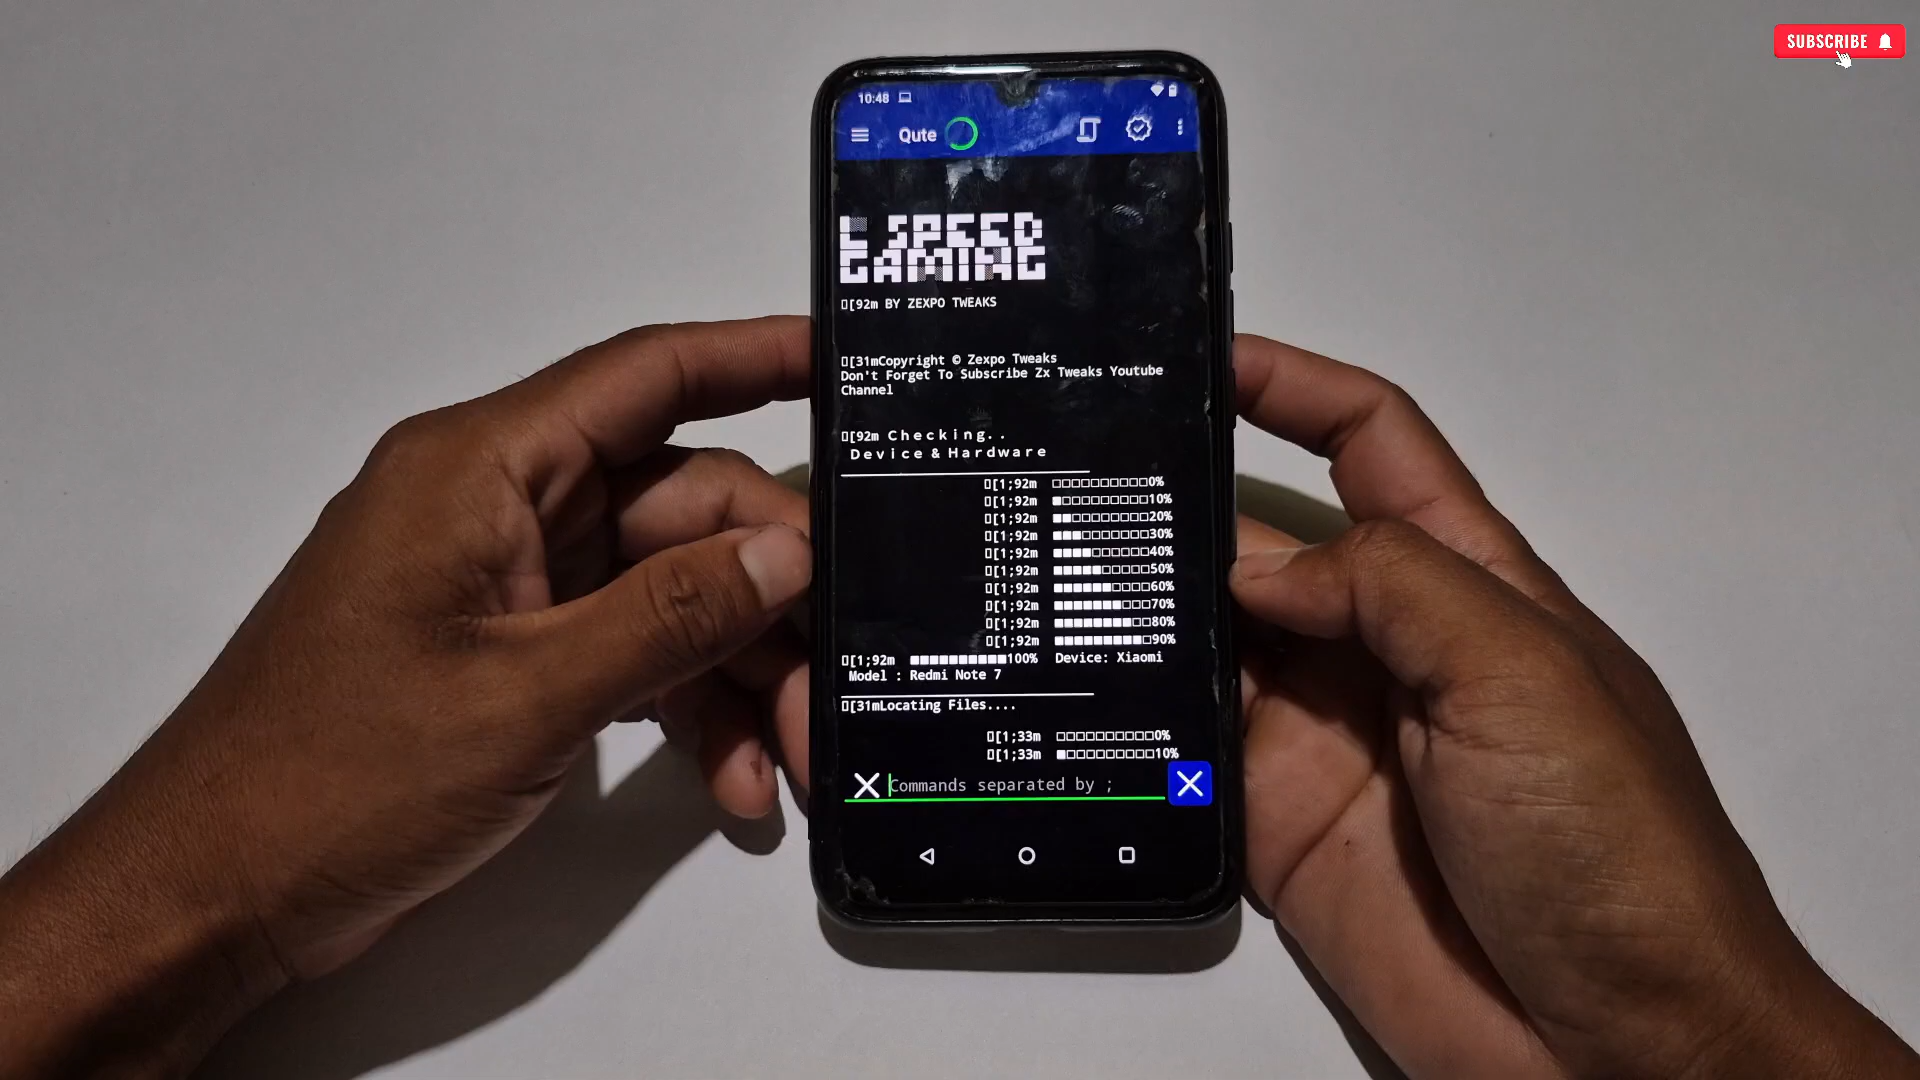 SUBSCRIBE
10:48
Qute
L SPEED
GAMING
▯[92m BY ZEXPO TWEAKS
▯[31mCopyright © Zexpo Tweaks
Don't Forget To Subscribe Zx Tweaks Youtube
Channel
▯[92m Checking..
Device & Hardware
▯[1;92m □□□□□□□□□□0%
▯[1;92m ■□□□□□□□□□10%
▯[1;92m ■■□□□□□□□□20%
▯[1;92m ■■■□□□□□□□30%
▯[1;92m ■■■■□□□□□□40%
▯[1;92m ■■■■■□□□□□50%
▯[1;92m ■■■■■■□□□□60%
▯[1;92m ■■■■■■■□□□70%
▯[1;92m ■■■■■■■■□□80%
▯[1;92m ■■■■■■■■■□90%
▯[1;92m ■■■■■■■■■■100% Device: Xiaomi
Model : Redmi Note 7
▯[31mLocating Files....
▯[1;33m □□□□□□□□□□0%
▯[1;33m ■□□□□□□□□□10%
Commands separated by ;